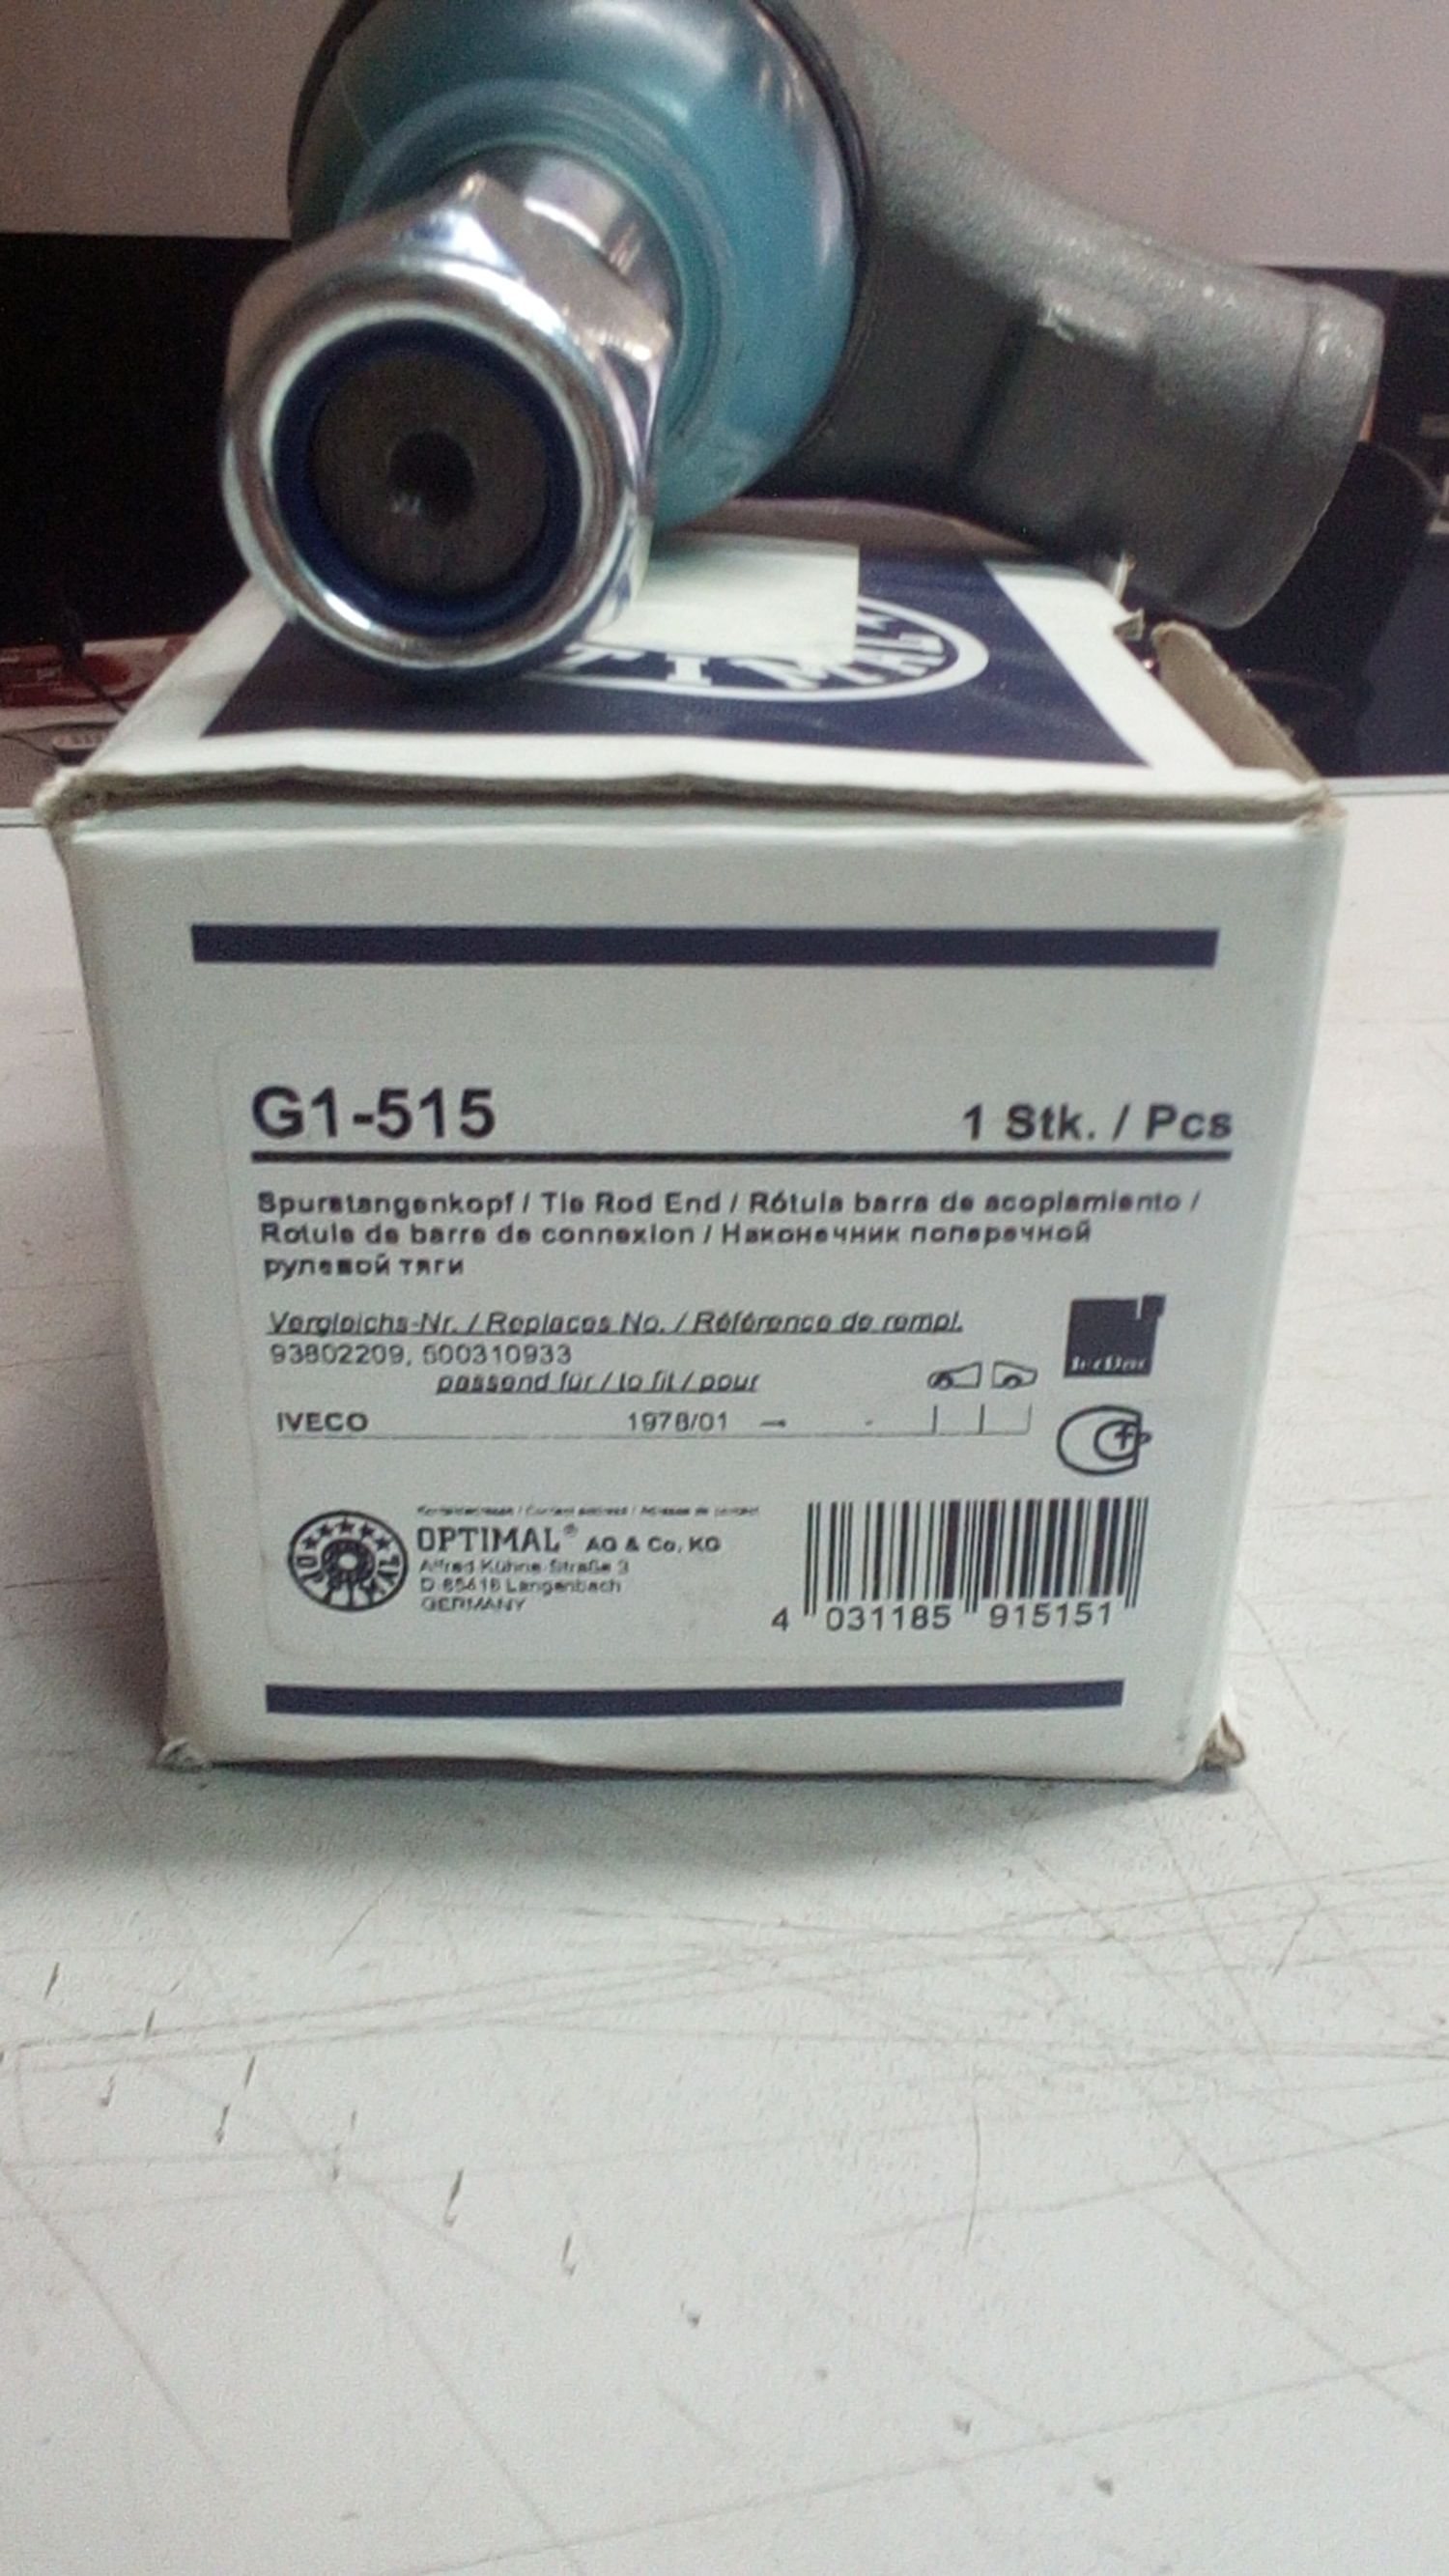 G1-515
1 Stk. / Pcs
Spurstangenkopf / Tie Rod End / Rótula barra de acoplamiento /
Rotule de barre de connexion / Наконечник поперечной
рулевой тяги
Vergleichs-Nr. / Replaces No. / Référence de rempl.
93802209, 500310933
passend für / to fit / pour
IVECO 1978/01 →
TecDoc
OPTIMAL® AG & Co. KG
Alfred Kühne-Straße 3
Langenbach
GERMANY
4 031185 915151